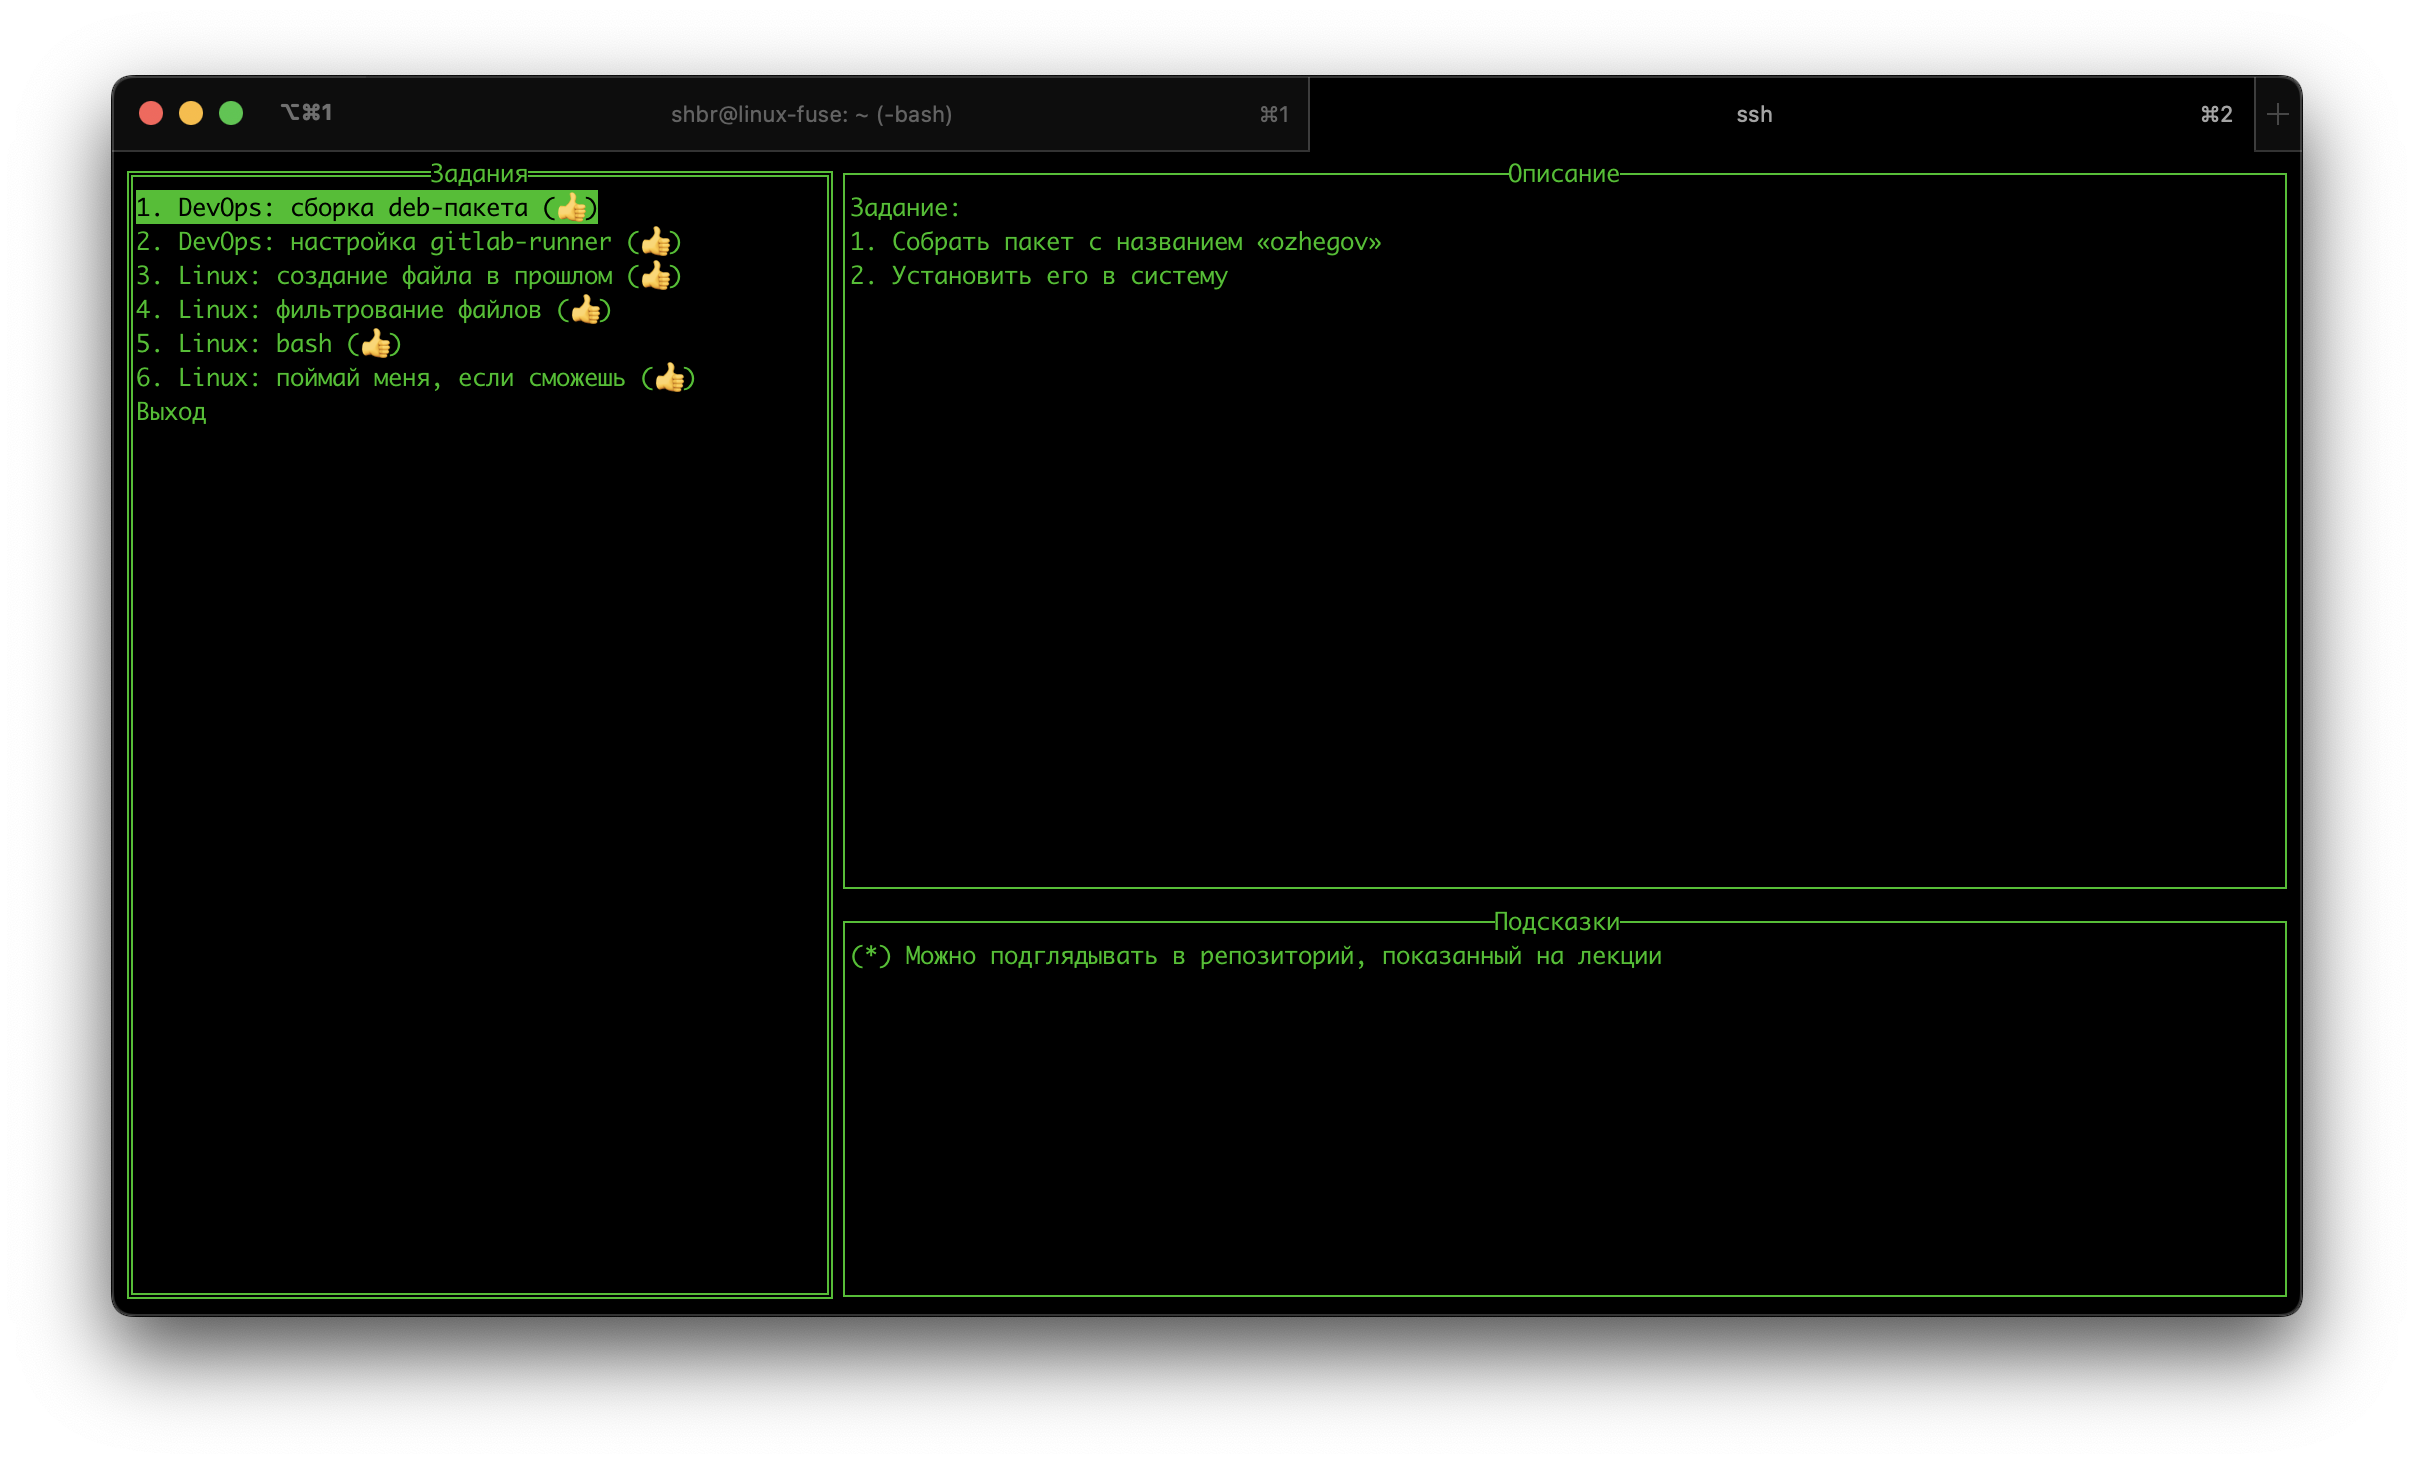 ⌥⌘1
shbr@linux-fuse: ~ (-bash) ⌘1
ssh ⌘2
Задания
1. DevOps: сборка deb-пакета (👍)
2. DevOps: настройка gitlab-runner (👍)
3. Linux: создание файла в прошлом (👍)
4. Linux: фильтрование файлов (👍)
5. Linux: bash (👍)
6. Linux: поймай меня, если сможешь (👍)
Выход
Описание
Задание:
1. Собрать пакет с названием «ozhegov»
2. Установить его в систему
Подсказки
(*) Можно подглядывать в репозиторий, показанный на лекции